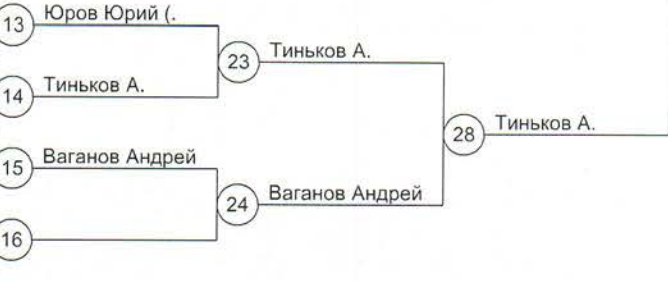 13 Юров Юрий (.
14 Тиньков А.
23 Тиньков А.
15 Ваганов Андрей
16
24 Ваганов Андрей
28 Тиньков А.